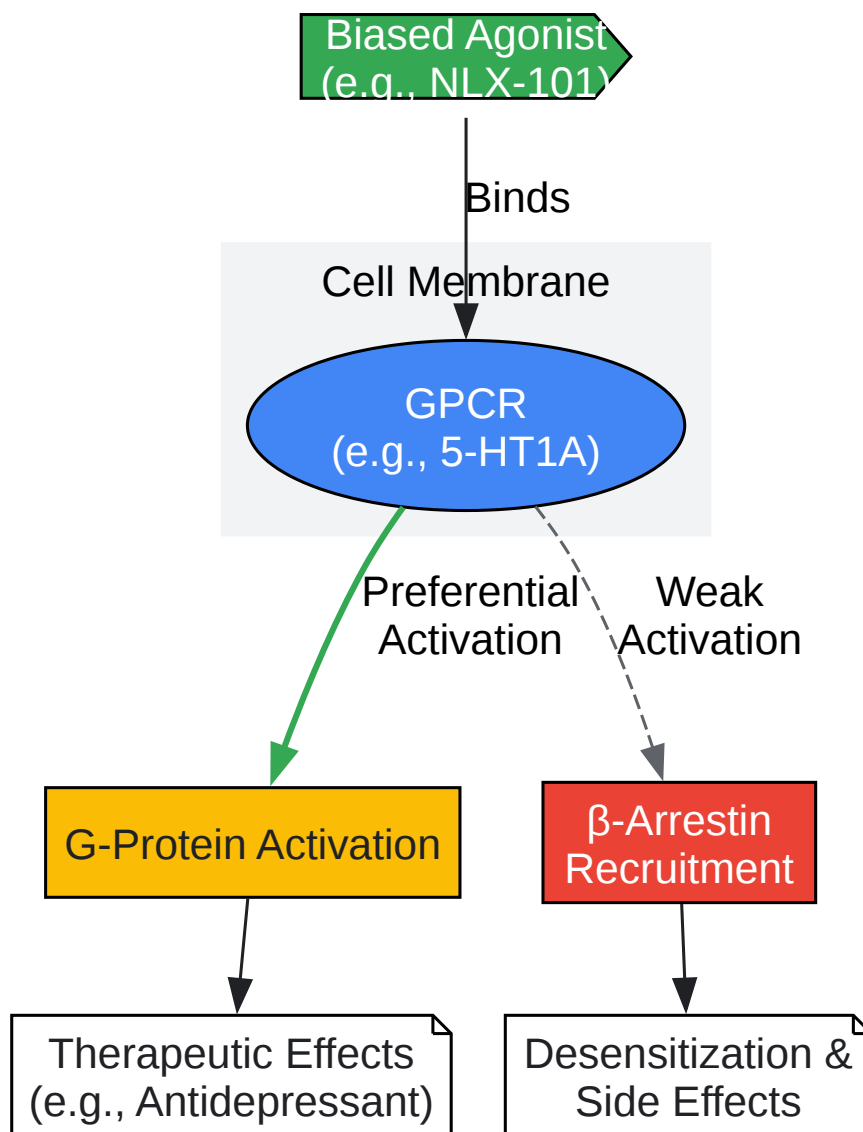 Biased Agonist
(e.g., NLX-101)
Binds
Cell Membrane
GPCR
(e.g., 5-HT1A)
Preferential
Activation
Weak
Activation
G-Protein Activation
β-Arrestin
Recruitment
Therapeutic Effects
(e.g., Antidepressant)
Desensitization &
Side Effects